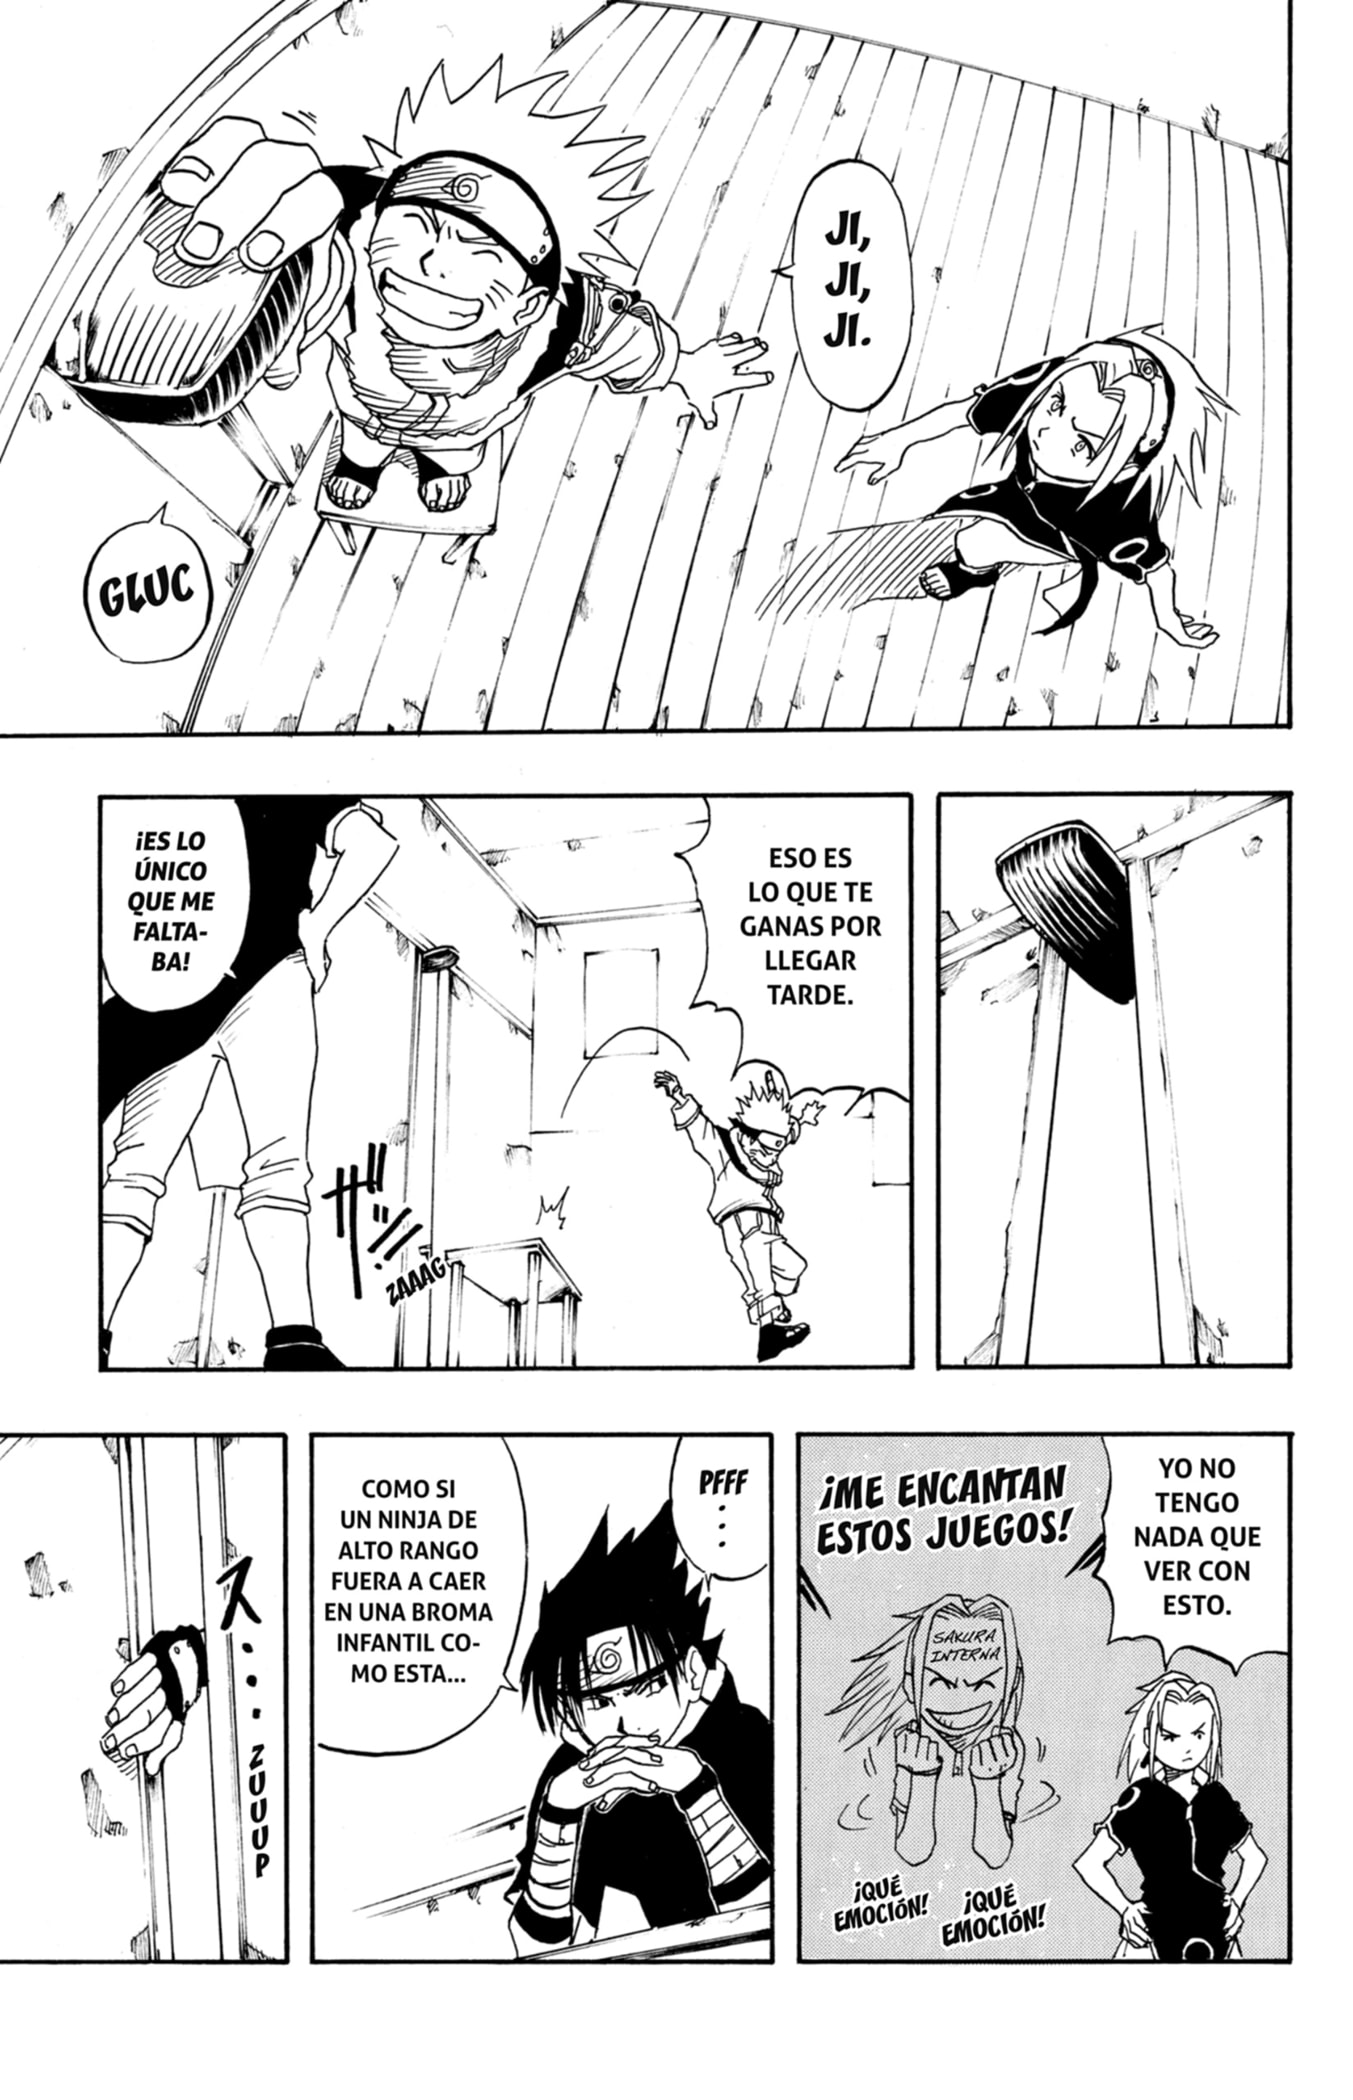 JI,
JI,
JI.
GLUC
ESO ES
LO QUE TE
GANAS POR
LLEGAR
TARDE.
¡ES LO
ÚNICO
QUE ME
FALTA-
BA!
ザッ
ZAAAG
YO NO
TENGO
NADA QUE
VER CON
ESTO.
¡ME ENCANTAN
ESTOS JUEGOS!
SAKURA
INTERNA
¡QUÉ
EMOCIÓN!
¡QUÉ
EMOCIÓN!
PFFF
...
COMO SI
UN NINJA DE
ALTO RANGO
FUERA A CAER
EN UNA BROMA
INFANTIL CO-
MO ESTA...
ス...
ZUUUP